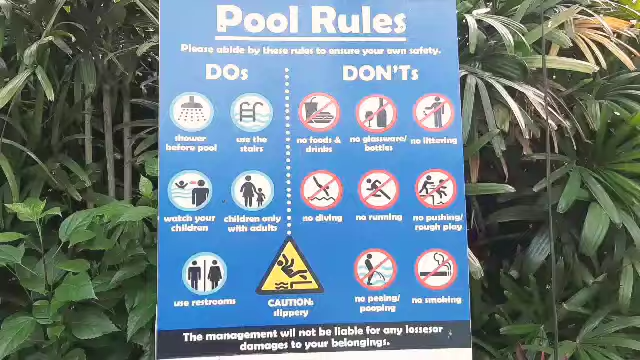 Pool Rules
Please abide by these rules to ensure your own safety.
DOs
shower
before pool
use the
stairs
watch your
children
children only
with adults
use restrooms
CAUTION:
slippery
DON'Ts
no foods &
drinks
no glassware/
bottles
no littering
no diving
no running
no pushing/
rough play
no peeing/
pooping
no smoking
The management wil not be liable for any lossesar
damages to your belongings.